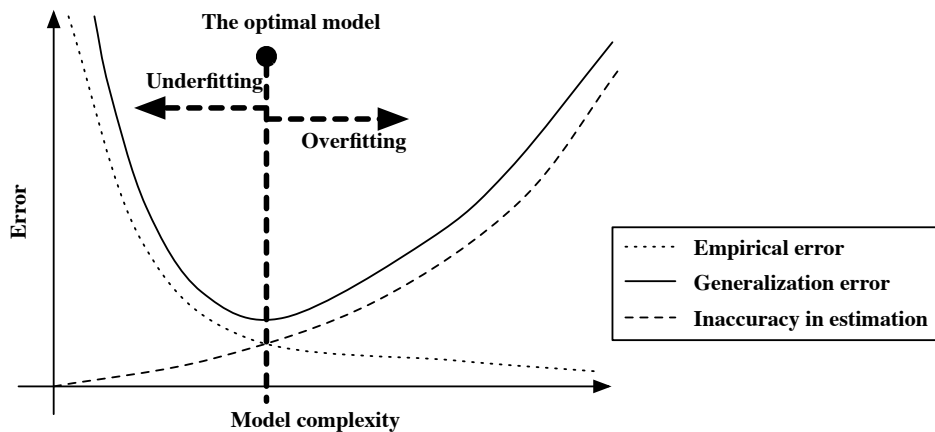 The optimal model
Underfitting
Overfitting
Error
Empirical error
Generalization error
Inaccuracy in estimation
Model complexity